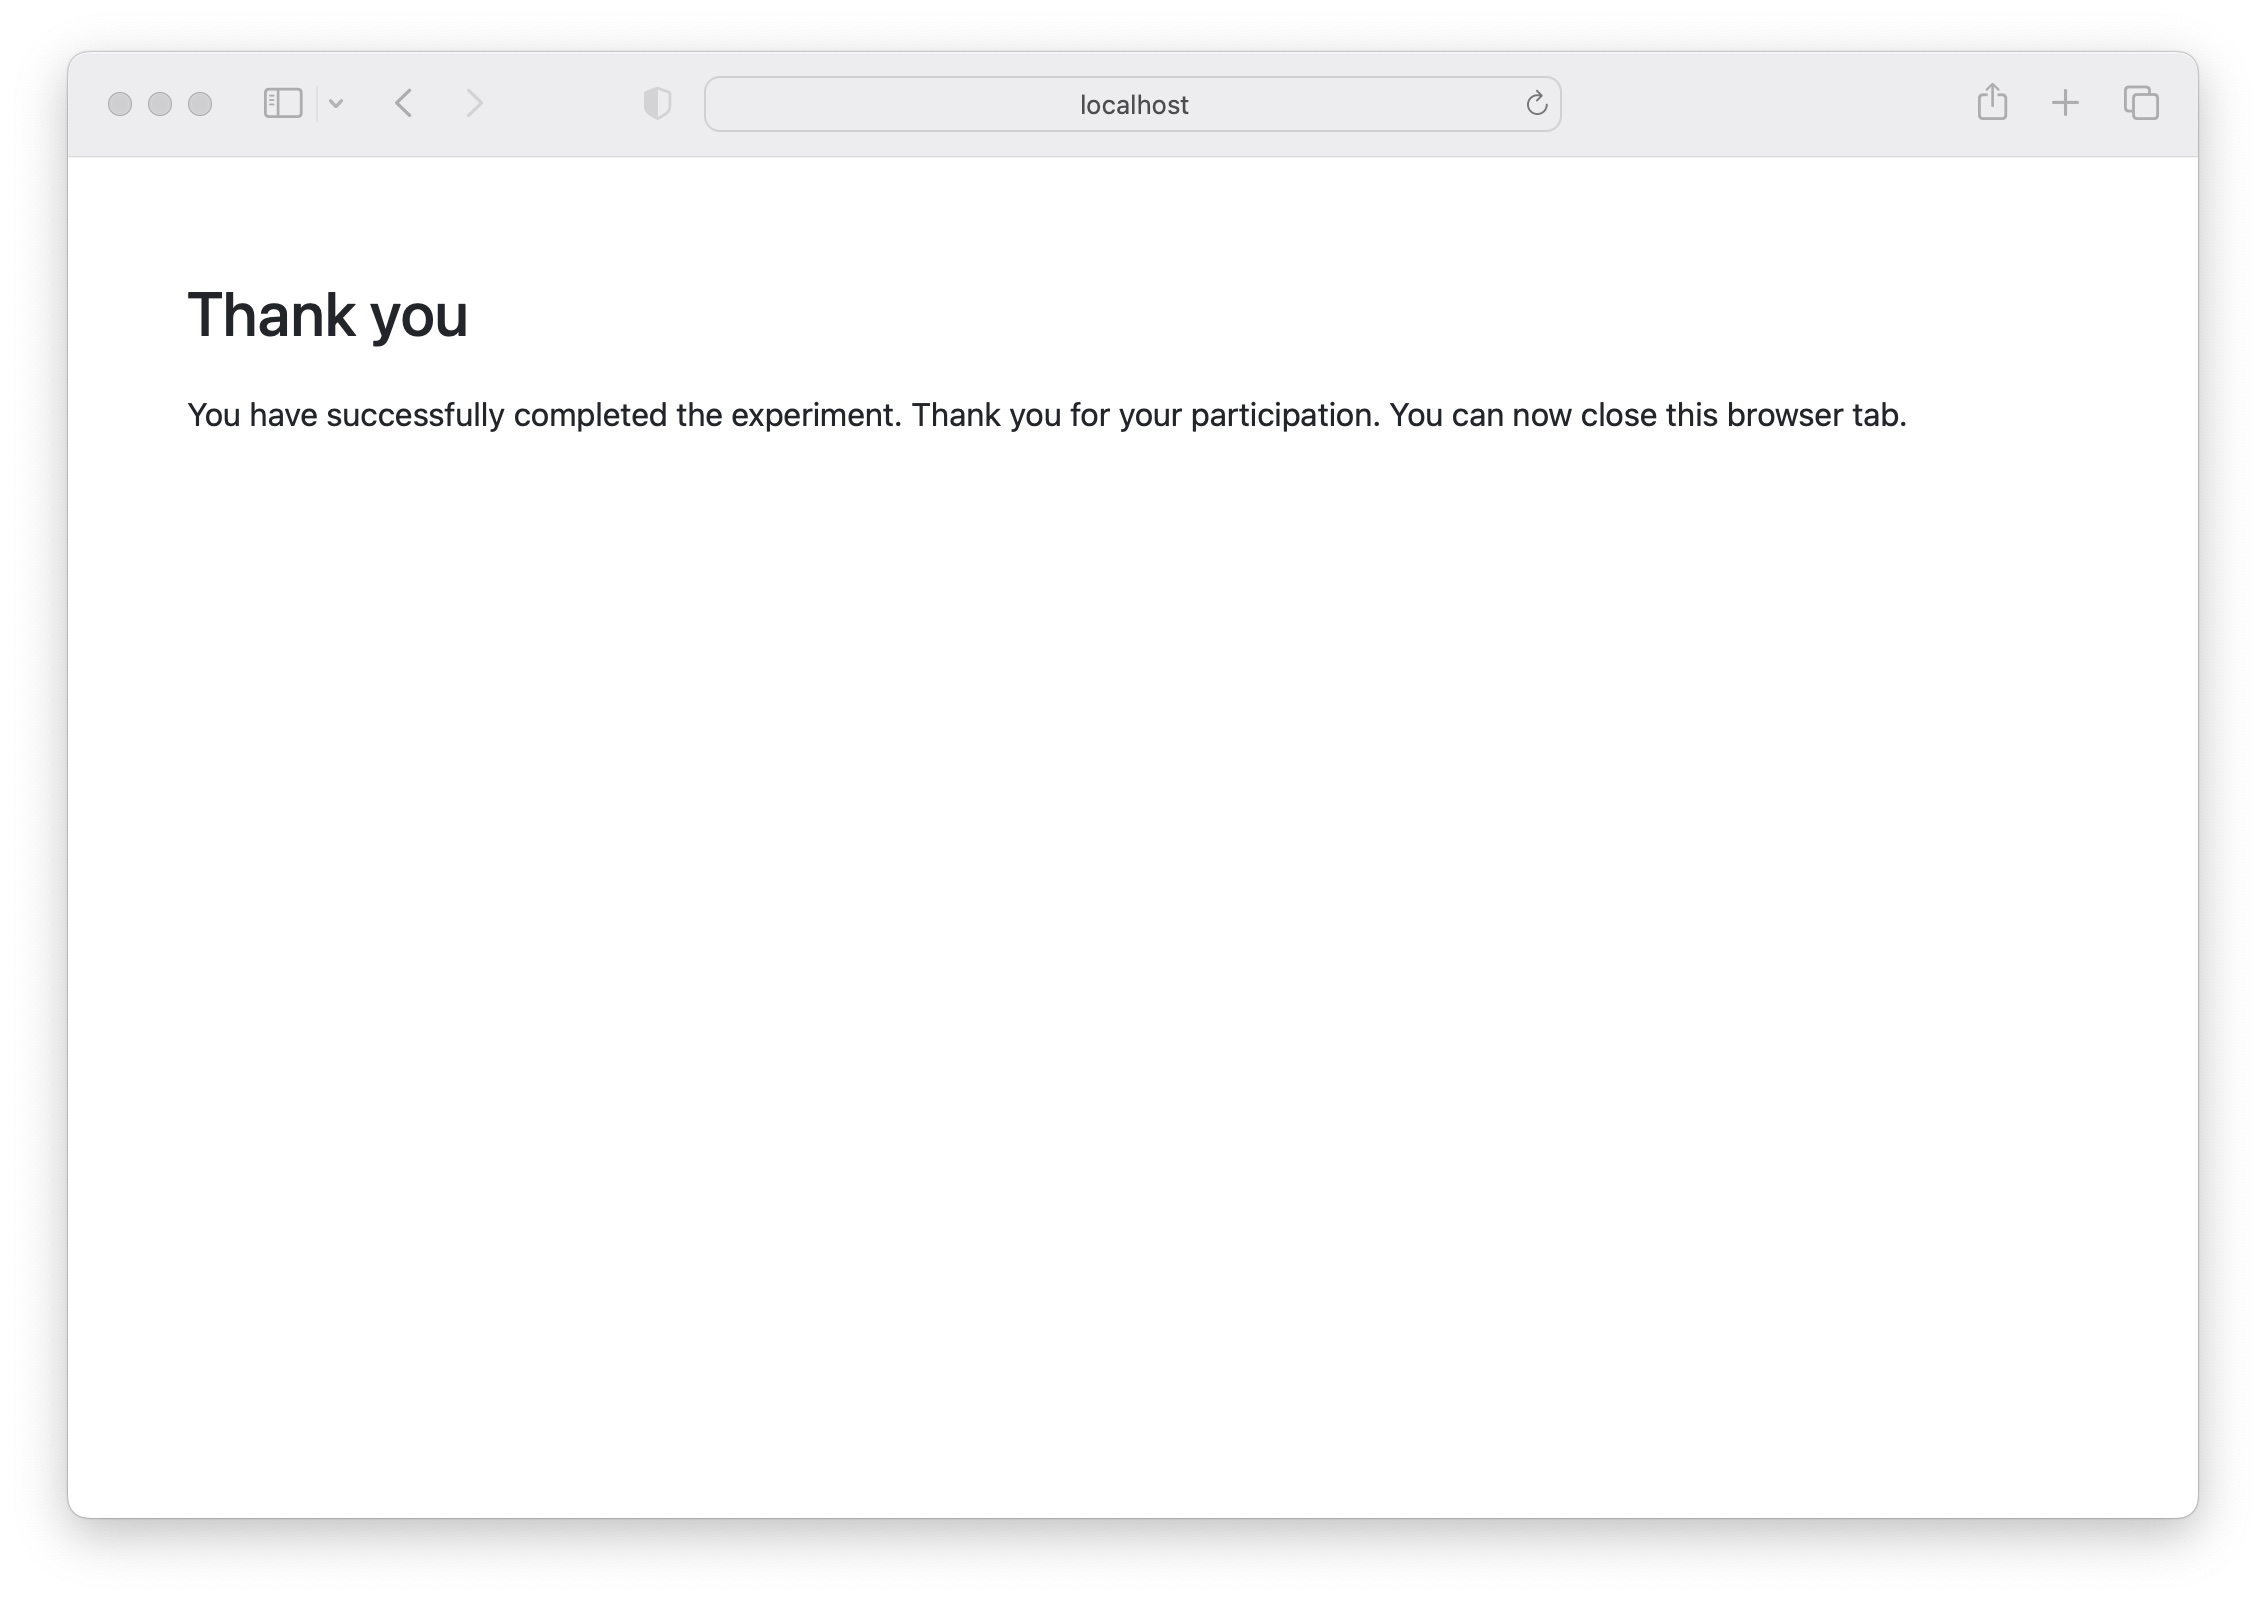 localhost
Thank you
You have successfully completed the experiment. Thank you for your participation. You can now close this browser tab.